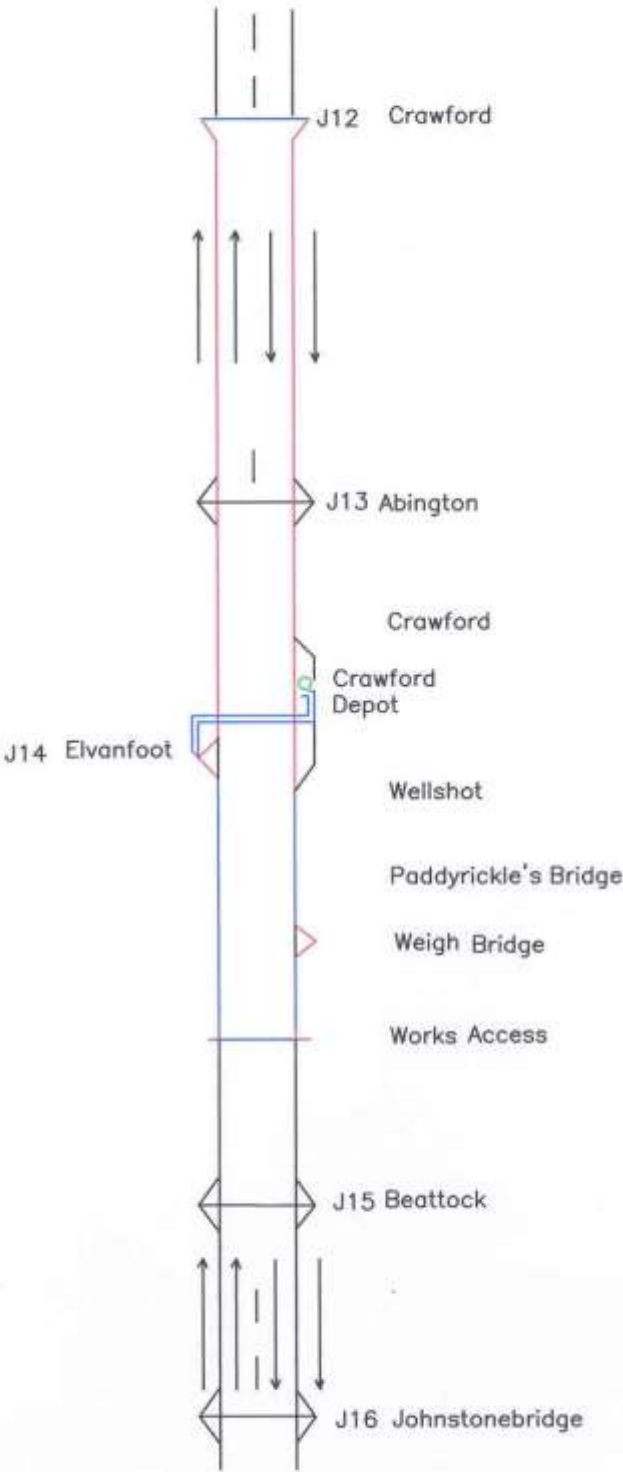 J12 Crawford
J13 Abington
Crawford
Crawford
Depot
J14 Elvanfoot
Wellshot
Paddyrickle's Bridge
Weigh Bridge
Works Access
J15 Beattock
J16 Johnstonebridge